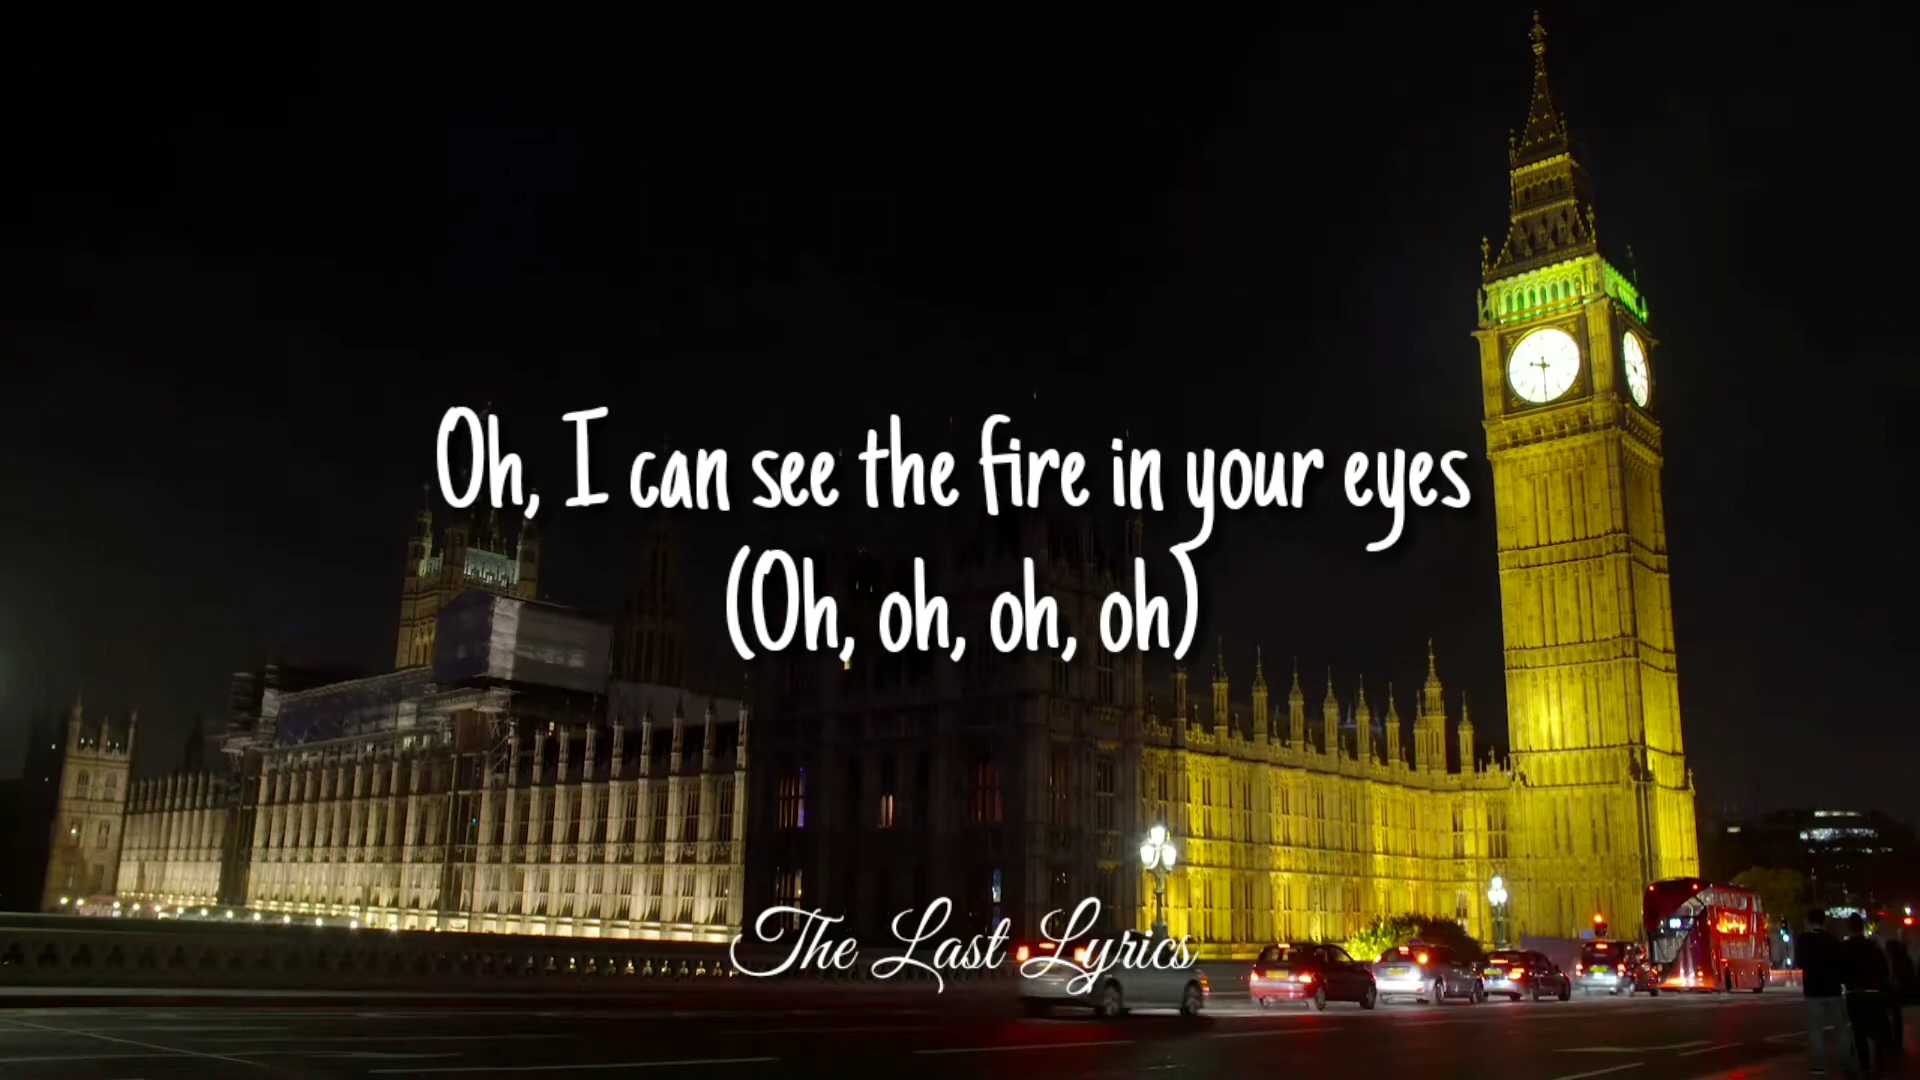 Oh, I can see the fire in your eyes
(Oh, oh, oh, oh)
The Last Lyrics